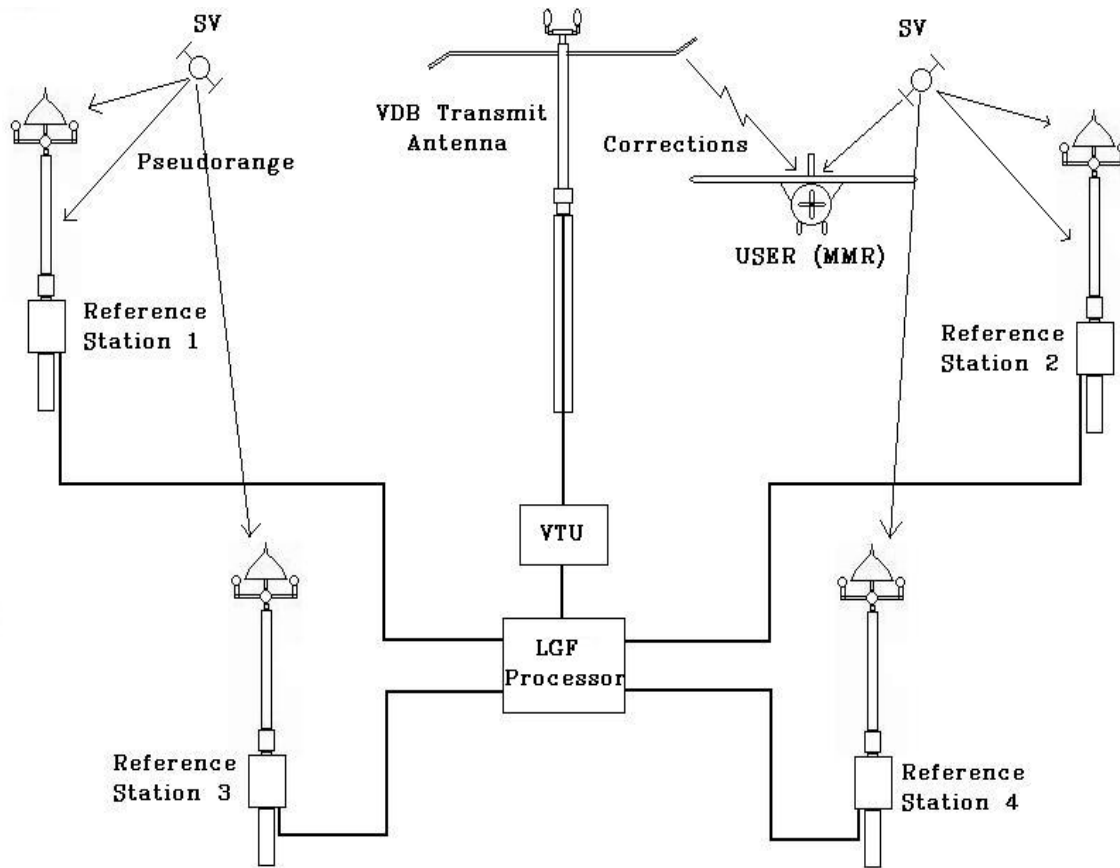 SV
SV
VDB Transmit
Antenna
Pseudorange
Corrections
USER (MMR)
Reference
Station 1
Reference
Station 2
VTU
LGF
Processor
Reference
Station 3
Reference
Station 4